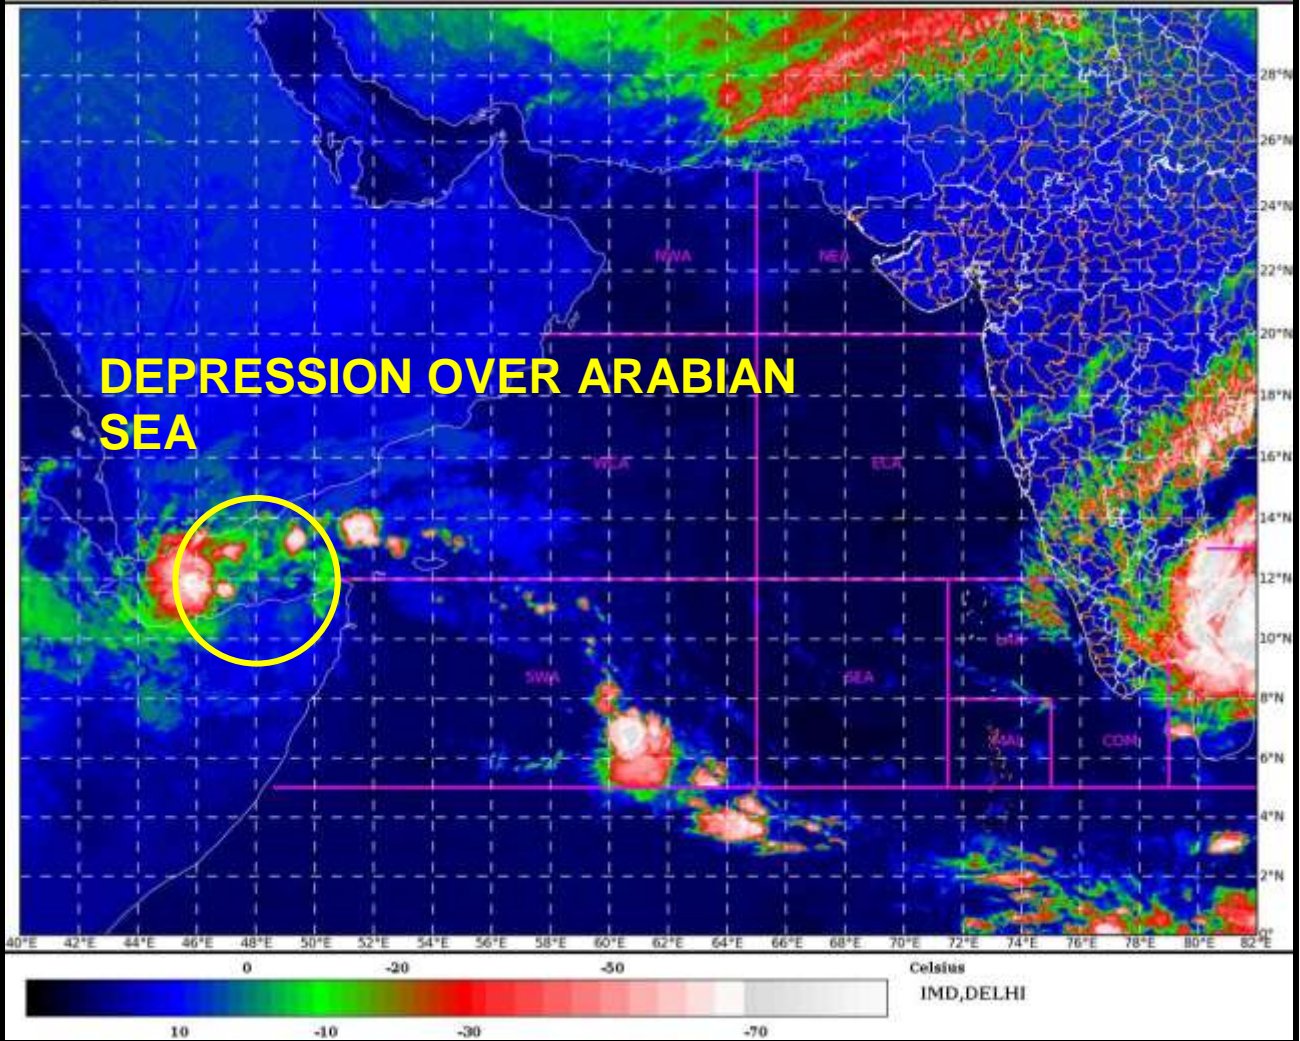 28°N
26°N
24°N
NWA NEA
22°N
20°N
DEPRESSION OVER ARABIAN
SEA
18°N
16°N
WCA ECA
14°N
12°N
10°N
SWA SEA
8°N
MAL COM
6°N
4°N
2°N
0°
40°E 42°E 44°E 46°E 48°E 50°E 52°E 54°E 56°E 58°E 60°E 62°E 64°E 66°E 68°E 70°E 72°E 74°E 76°E 78°E 80°E 82°E
0 -20 -50 Celsius
IMD,DELHI
10 -10 -30 -70